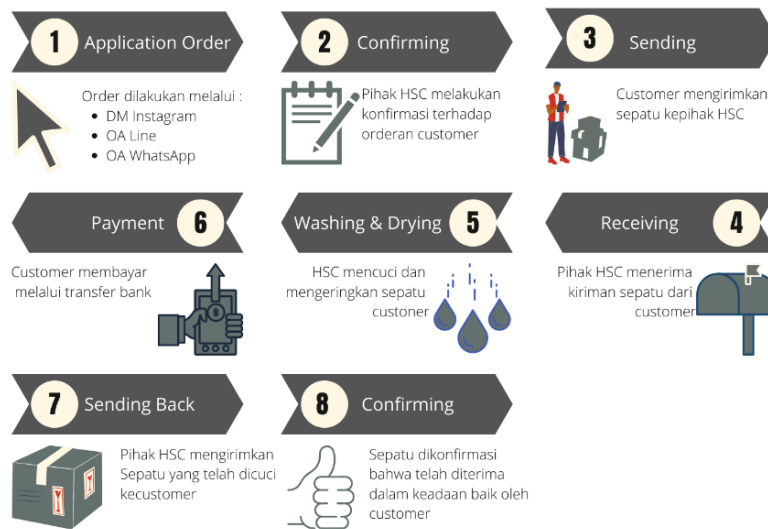 1 Application Order
Order dilakukan melalui :
• DM Instagram
• OA Line
• OA WhatsApp
2 Confirming
Pihak HSC melakukan
konfirmasi terhadap
orderan customer
3 Sending
Customer mengirimkan
sepatu kepihak HSC
Receiving 4
Pihak HSC menerima
kiriman sepatu dari
customer
Washing & Drying 5
HSC mencuci dan
mengeringkan sepatu
custoner
Payment 6
Customer membayar
melalui transfer bank
7 Sending Back
Pihak HSC mengirimkan
Sepatu yang telah dicuci
kecustomer
8 Confirming
Sepatu dikonfirmasi
bahwa telah diterima
dalam keadaan baik oleh
customer